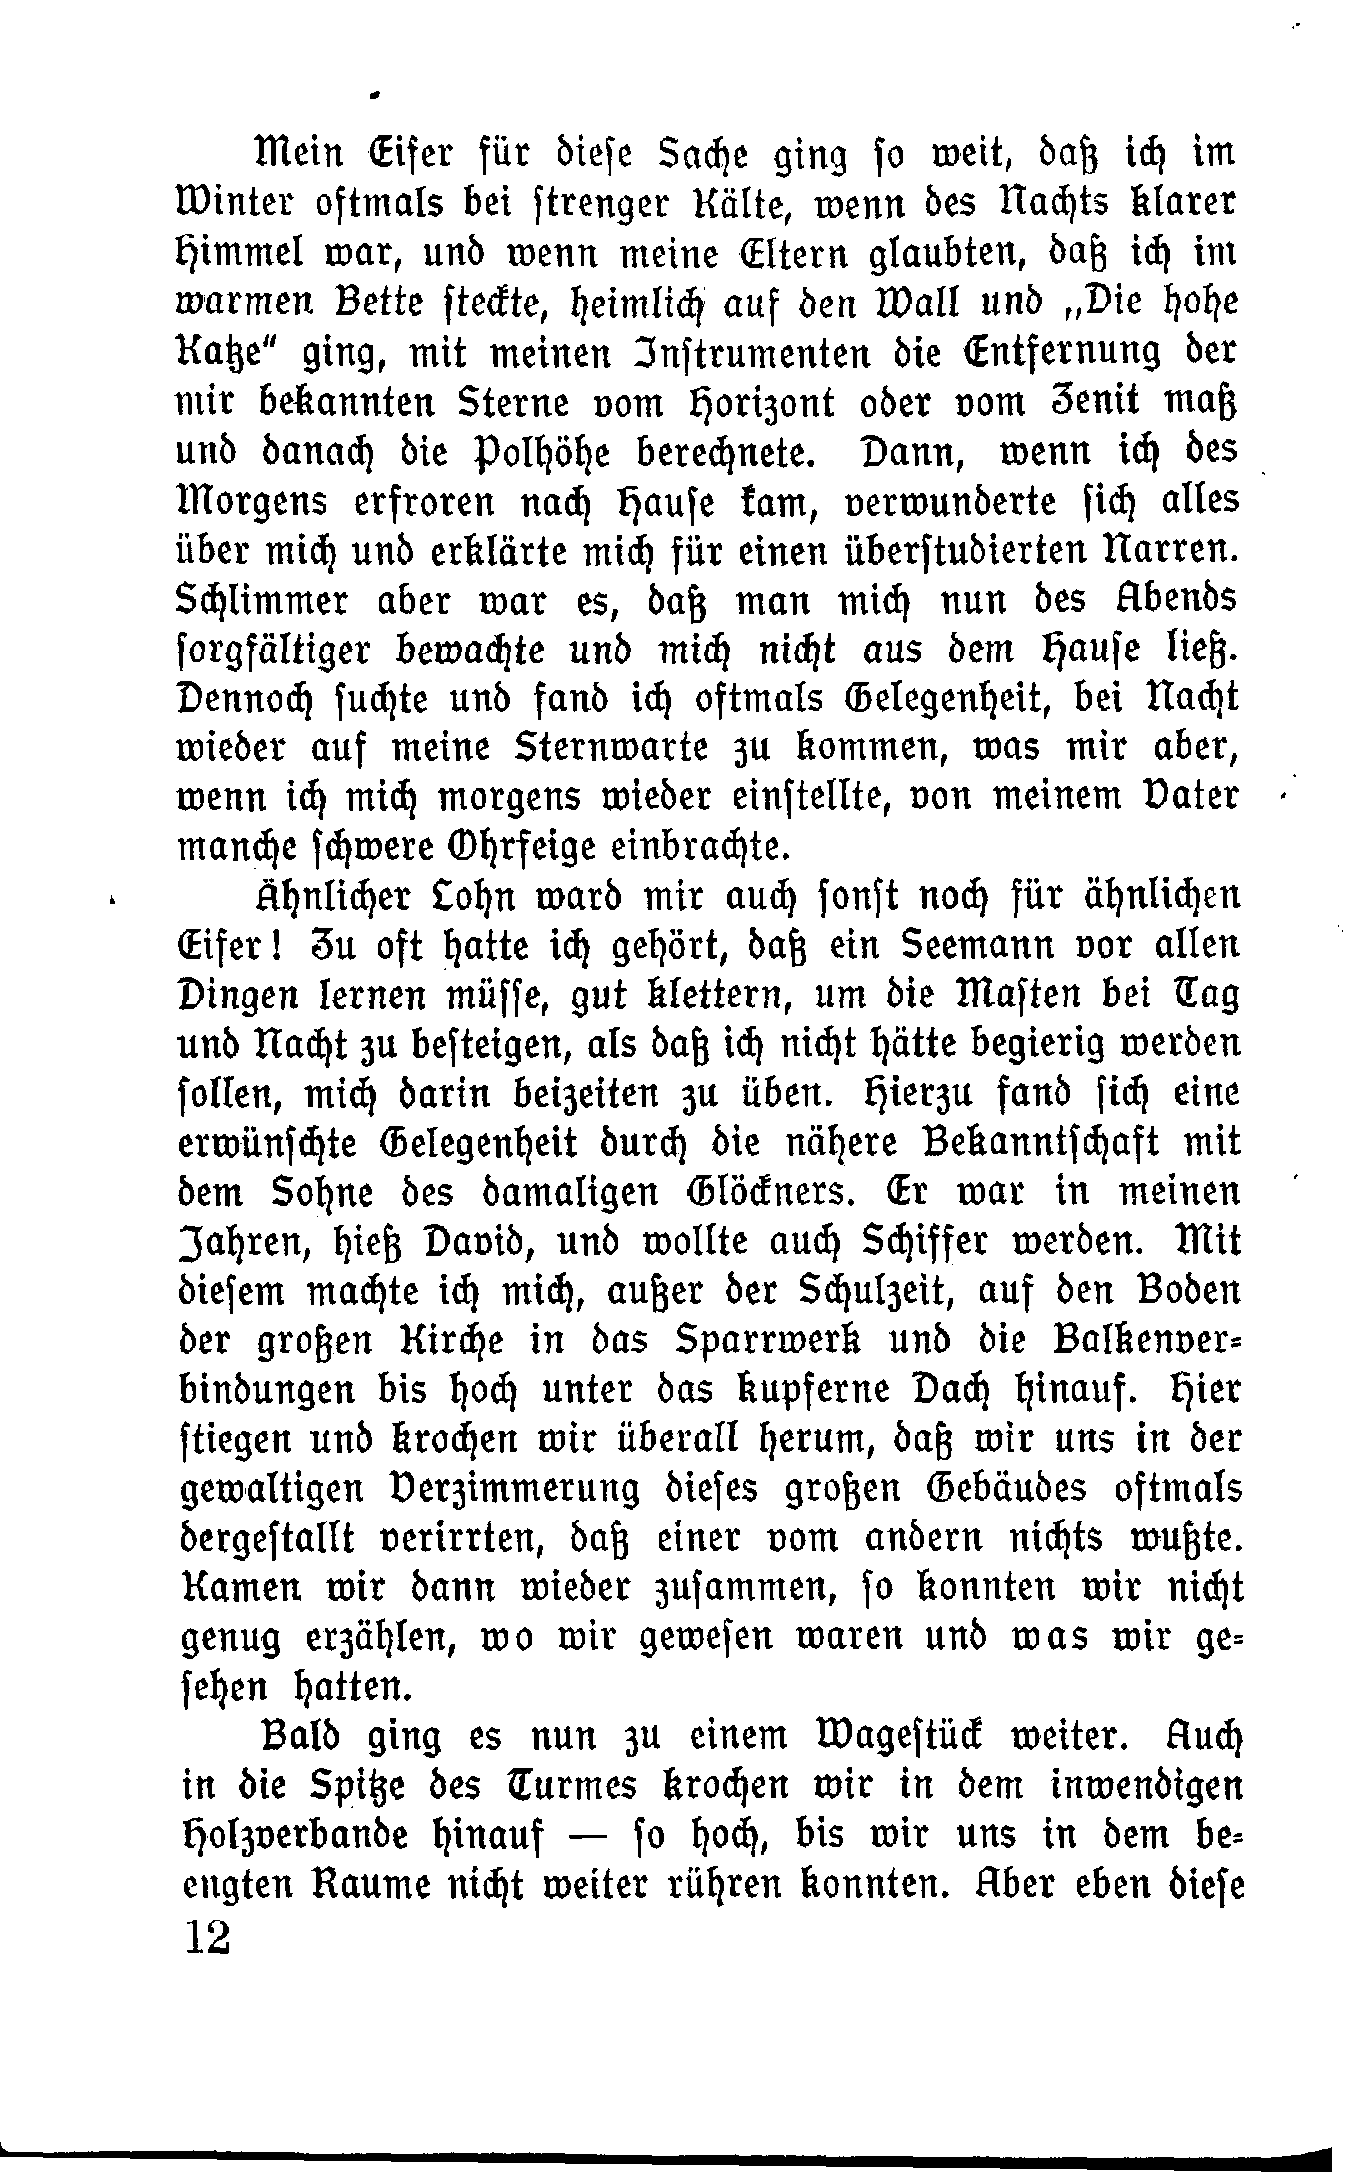 Mein Eifer für diese Sache ging so weit, daß ich im
Winter oftmals bei strenger Kälte, wenn des Nachts klarer
Himmel war, und wenn meine Eltern glaubten, daß ich im
warmen Bette steckte, heimlich auf den Wall und „Die hohe
Katze“ ging, mit meinen Instrumenten die Entfernung der
mir bekannten Sterne vom Horizont oder vom Zenit maß
und danach die Polhöhe berechnete. Dann, wenn ich des
Morgens erfroren nach Hause kam, verwunderte sich alles
über mich und erklärte mich für einen überstudierten Narren.
Schlimmer aber war es, daß man mich nun des Abends
sorgfältiger bewachte und mich nicht aus dem Hause ließ.
Dennoch suchte und fand ich oftmals Gelegenheit, bei Nacht
wieder auf meine Sternwarte zu kommen, was mir aber,
wenn ich mich morgens wieder einstellte, von meinem Vater
manche schwere Ohrfeige einbrachte.
Ähnlicher Lohn ward mir auch sonst noch für ähnlichen
Eifer! Zu oft hatte ich gehört, daß ein Seemann vor allen
Dingen lernen müsse, gut klettern, um die Masten bei Tag
und Nacht zu besteigen, als daß ich nicht hätte begierig werden
sollen, mich darin beizeiten zu üben. Hierzu fand sich eine
erwünschte Gelegenheit durch die nähere Bekanntschaft mit
dem Sohne des damaligen Glöckners. Er war in meinen
Jahren, hieß David, und wollte auch Schiffer werden. Mit
diesem machte ich mich, außer der Schulzeit, auf den Boden
der großen Kirche in das Sparrwerk und die Balkenver-
bindungen bis hoch unter das kupferne Dach hinauf. Hier
stiegen und krochen wir überall herum, daß wir uns in der
gewaltigen Verzimmerung dieses großen Gebäudes oftmals
dergestallt verirrten, daß einer vom andern nichts wußte.
Kamen wir dann wieder zusammen, so konnten wir nicht
genug erzählen, wo wir gewesen waren und was wir ge-
sehen hatten.
Bald ging es nun zu einem Wagestück weiter. Auch
in die Spitze des Turmes krochen wir in dem inwendigen
Holzverbande hinauf — so hoch, bis wir uns in dem be-
engten Raume nicht weiter rühren konnten. Aber eben diese
12